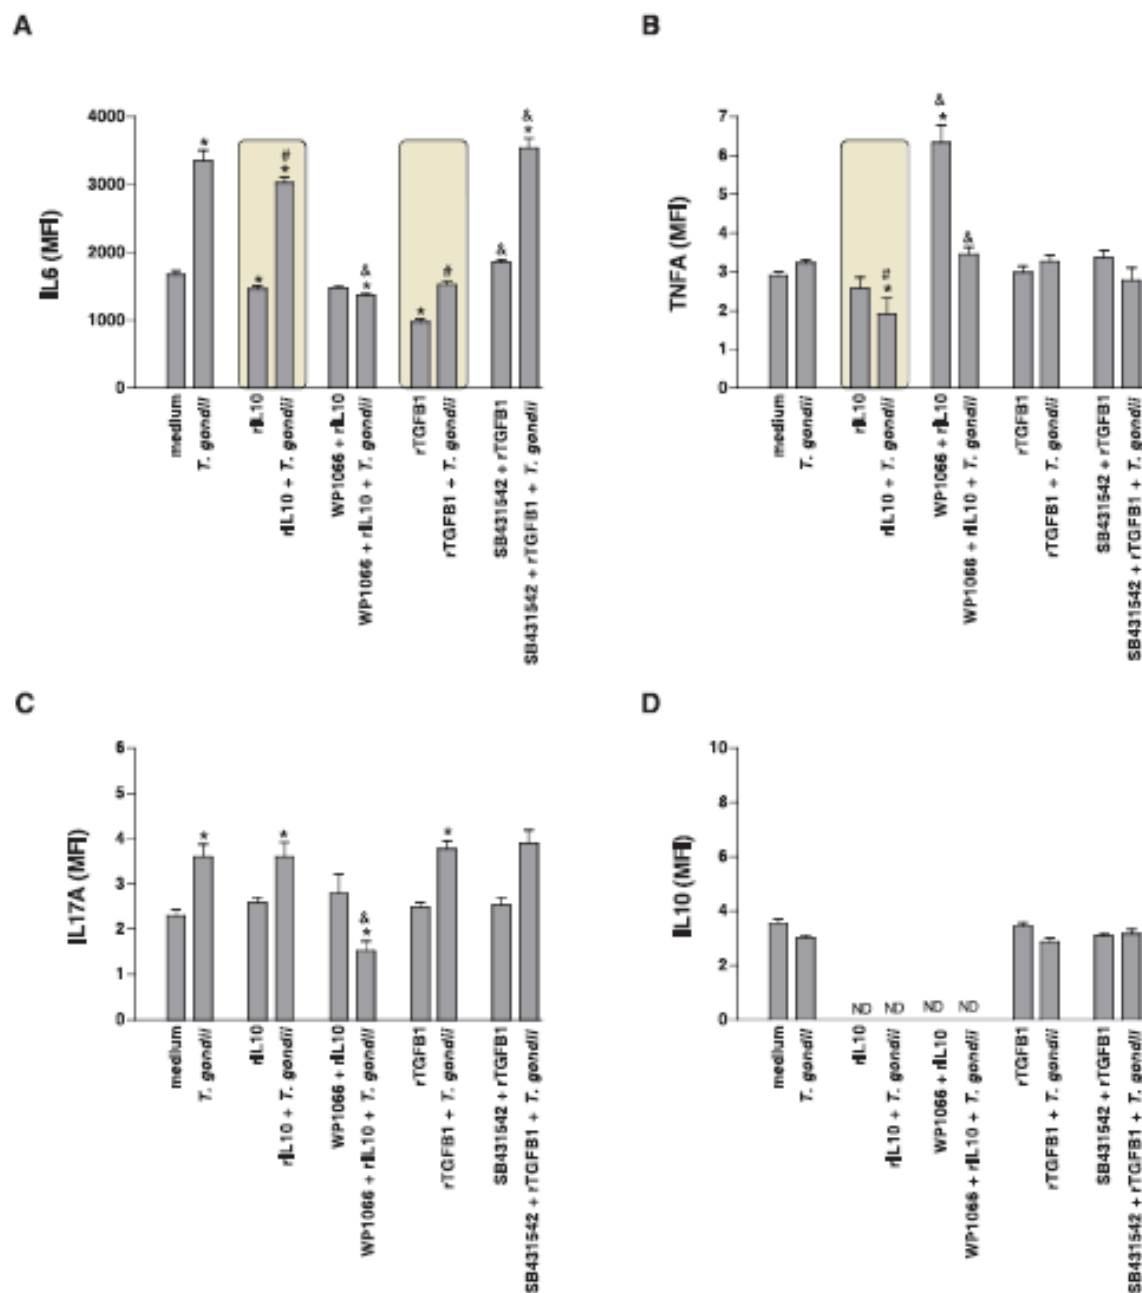 A
IL6 (MFI)
4000
3000
2000
1000
0
*
*
#
*
&
*
*
#
&
&
*
medium
T. gondii
rIL10
rIL10 + T. gondii
WP1066 + rIL10
WP1066 + rIL10 + T. gondii
rTGFB1
rTGFB1 + T. gondii
SB431542 + rTGFB1
SB431542 + rTGFB1 + T. gondii
B
TNFA (MFI)
7
6
5
4
3
2
1
0
#
*
&
*
&
medium
T. gondii
rIL10
rIL10 + T. gondii
WP1066 + rIL10
WP1066 + rIL10 + T. gondii
rTGFB1
rTGFB1 + T. gondii
SB431542 + rTGFB1
SB431542 + rTGFB1 + T. gondii
C
IL17A (MFI)
6
5
4
3
2
1
0
*
*
&
*
*
medium
T. gondii
rIL10
rIL10 + T. gondii
WP1066 + rIL10
WP1066 + rIL10 + T. gondii
rTGFB1
rTGFB1 + T. gondii
SB431542 + rTGFB1
SB431542 + rTGFB1 + T. gondii
D
IL10 (MFI)
10
8
6
4
2
0
ND ND ND ND
medium
T. gondii
rIL10
rIL10 + T. gondii
WP1066 + rIL10
WP1066 + rIL10 + T. gondii
rTGFB1
rTGFB1 + T. gondii
SB431542 + rTGFB1
SB431542 + rTGFB1 + T. gondii